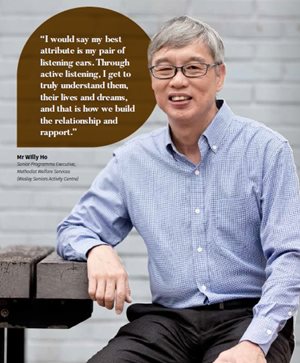 “I would say my best
attribute is my pair of
listening ears. Through
active listening, I get to
truly understand them,
their lives and dreams,
and that is how we build
the relationship and
rapport.”
Mr Willy Ho
Senior Programme Executive,
Methodist Welfare Services
(Wesley Seniors Activity Centre)